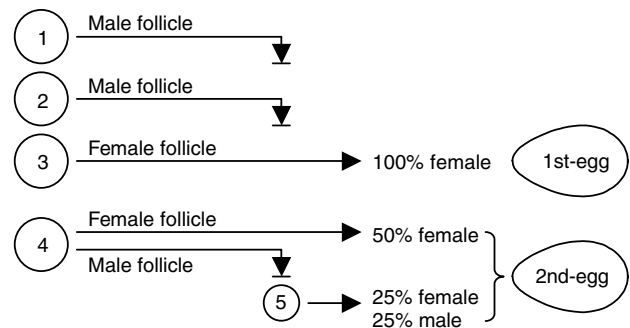 1 Male follicle
2 Male follicle
3 Female follicle 100% female 1st-egg
4 Female follicle 50% female
Male follicle
2nd-egg
5 25% female
25% male